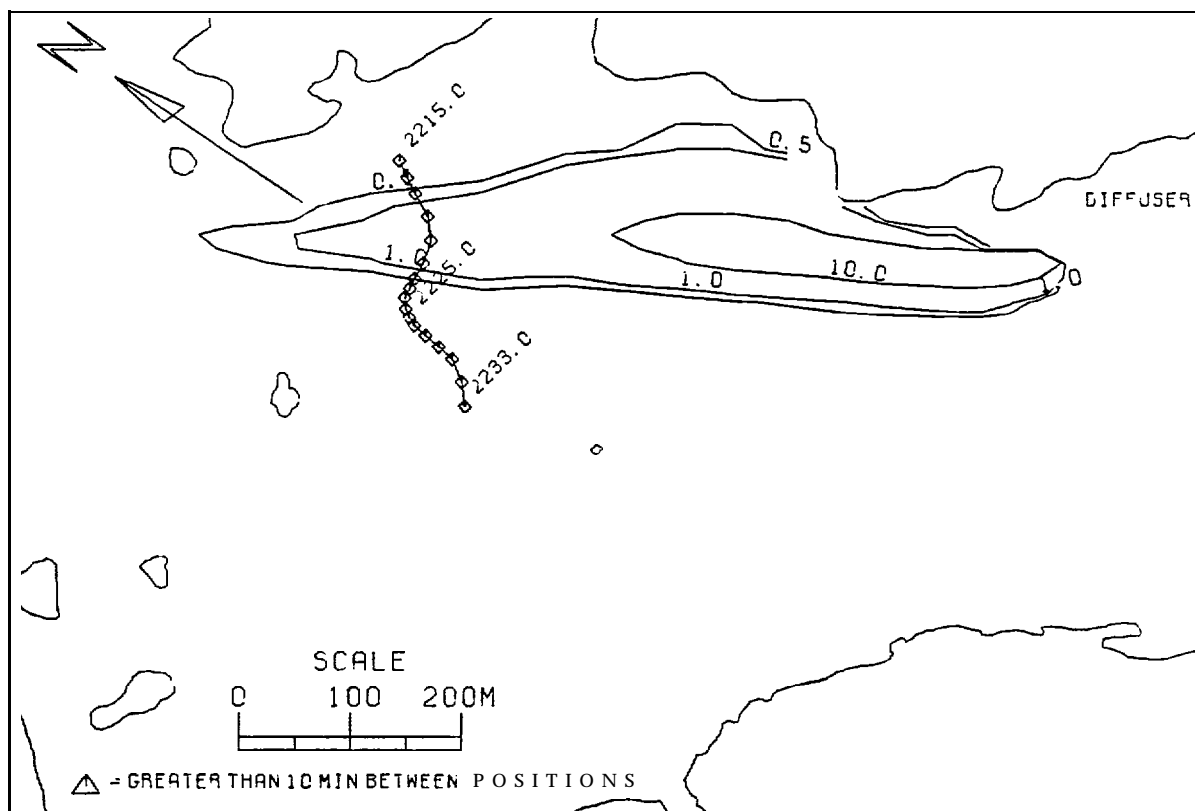 N
2215.0
0.5
0.
DIFFUSER
1.0
2225.0
1.0
10.0
0
2233.0
SCALE
0 100 200M
= GREATER THAN 10 MIN BETWEEN POSITIONS